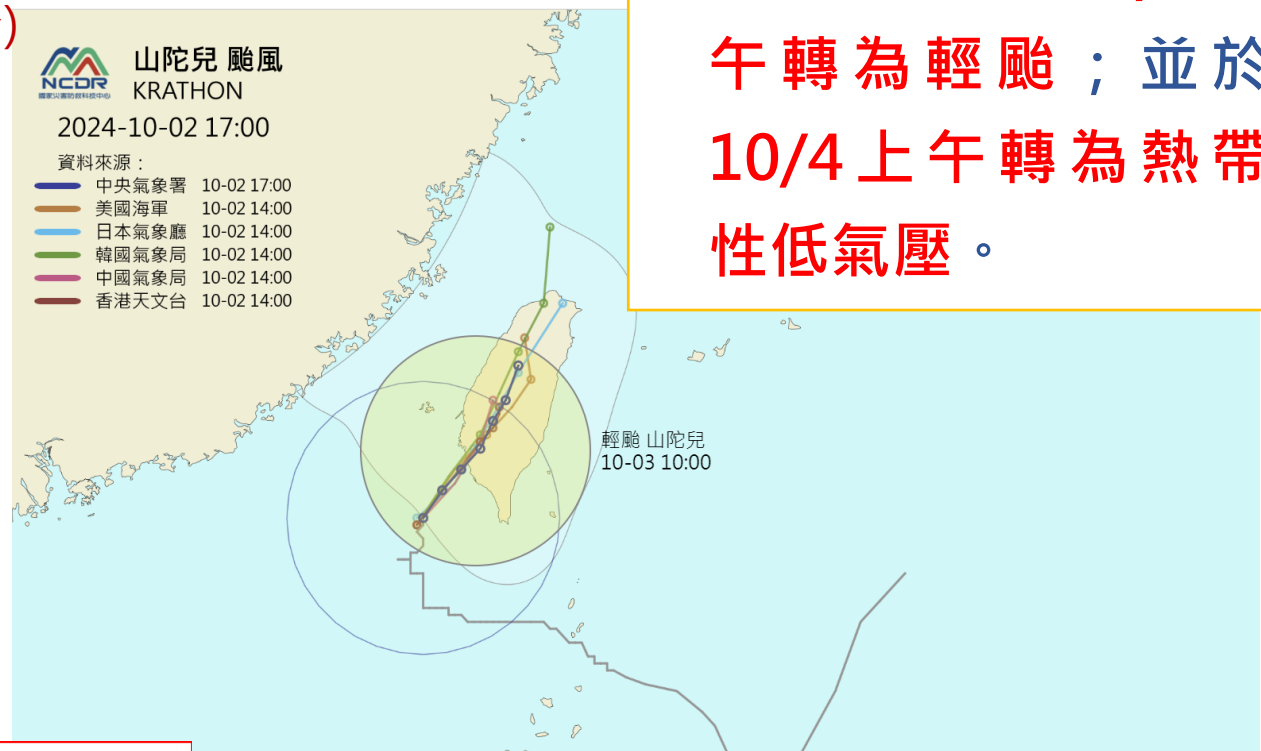 )
山陀兒 颱風
NCDR
國家災害防救科技中心
KRATHON
2024-10-02 17:00
資料來源：
中央氣象署 10-02 17:00
美國海軍 10-02 14:00
日本氣象廳 10-02 14:00
韓國氣象局 10-02 14:00
中國氣象局 10-02 14:00
香港天文台 10-02 14:00
午轉為輕颱；並於
10/4上午轉為熱帶
性低氣壓。
輕颱 山陀兒
10-03 10:00